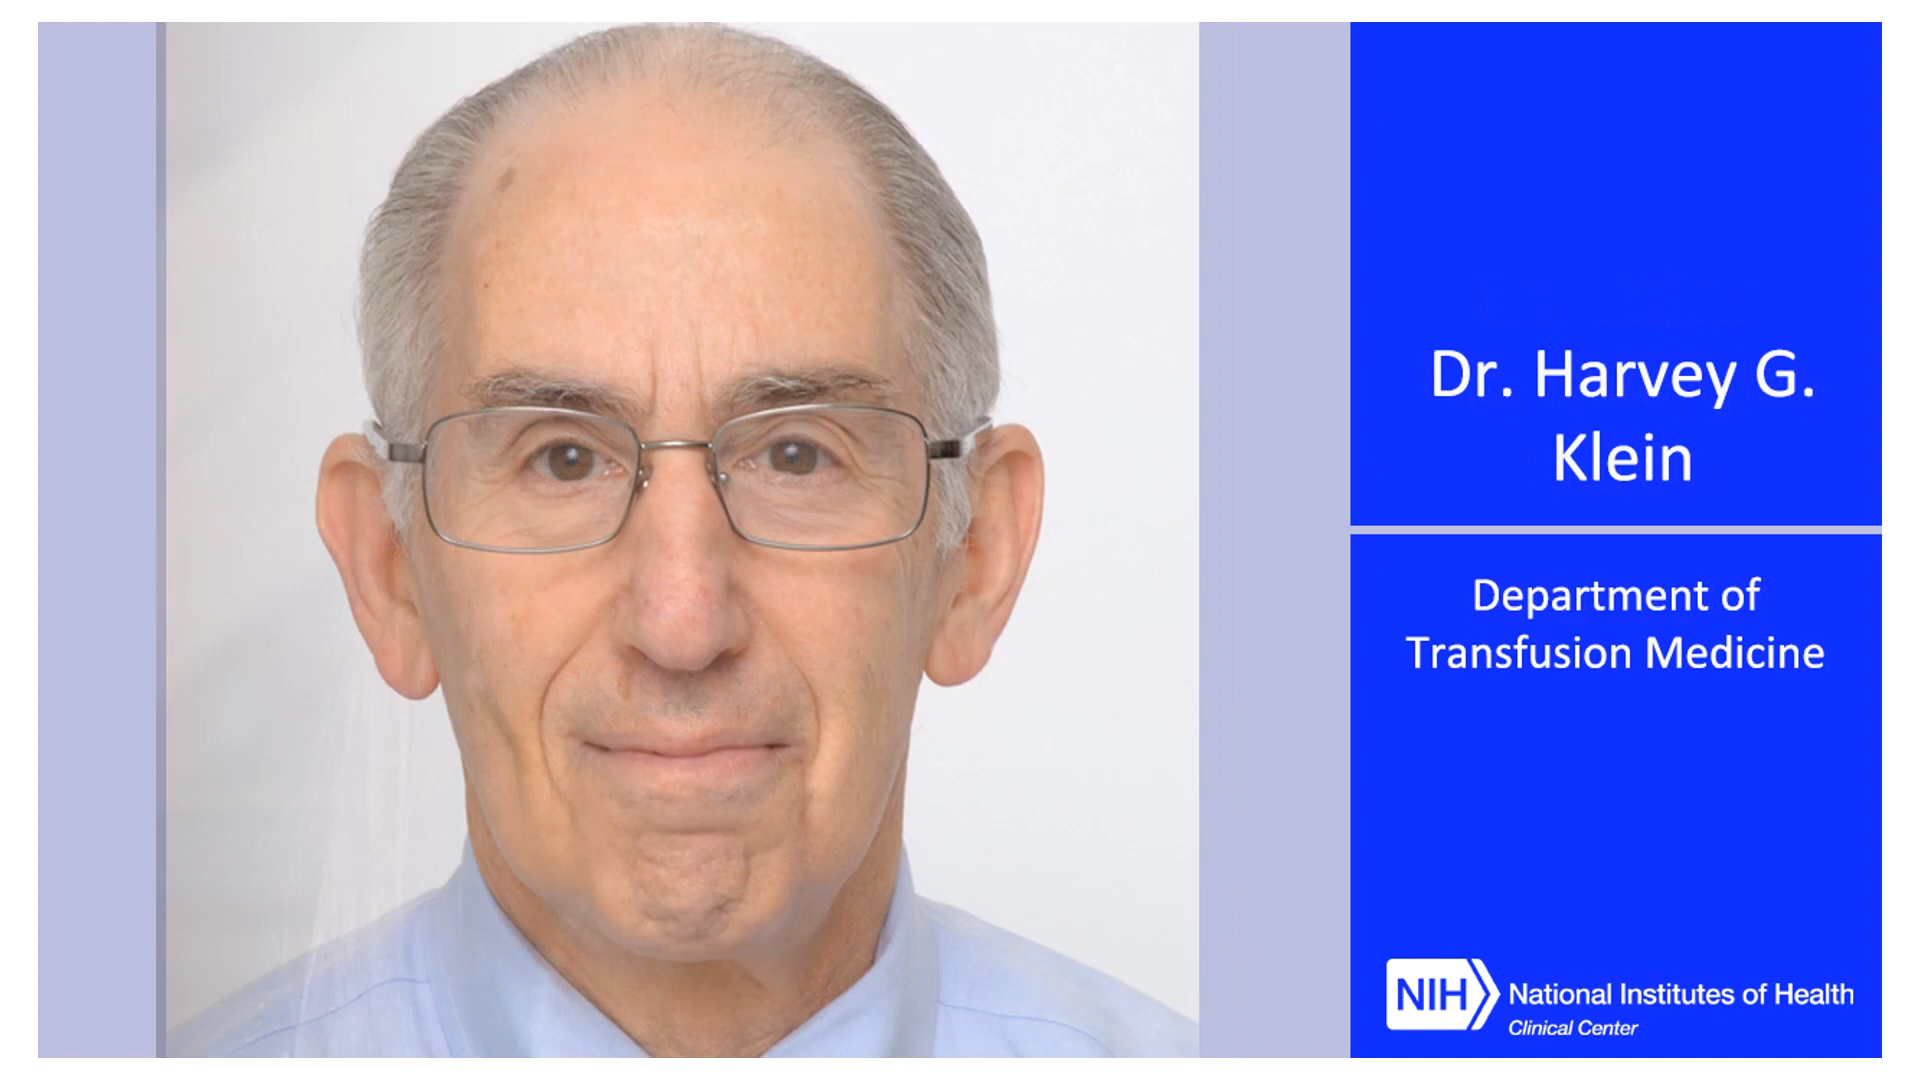 Dr. Harvey G.
Klein
Department of
Transfusion Medicine
NIH
National Institutes of Health
Clinical Center